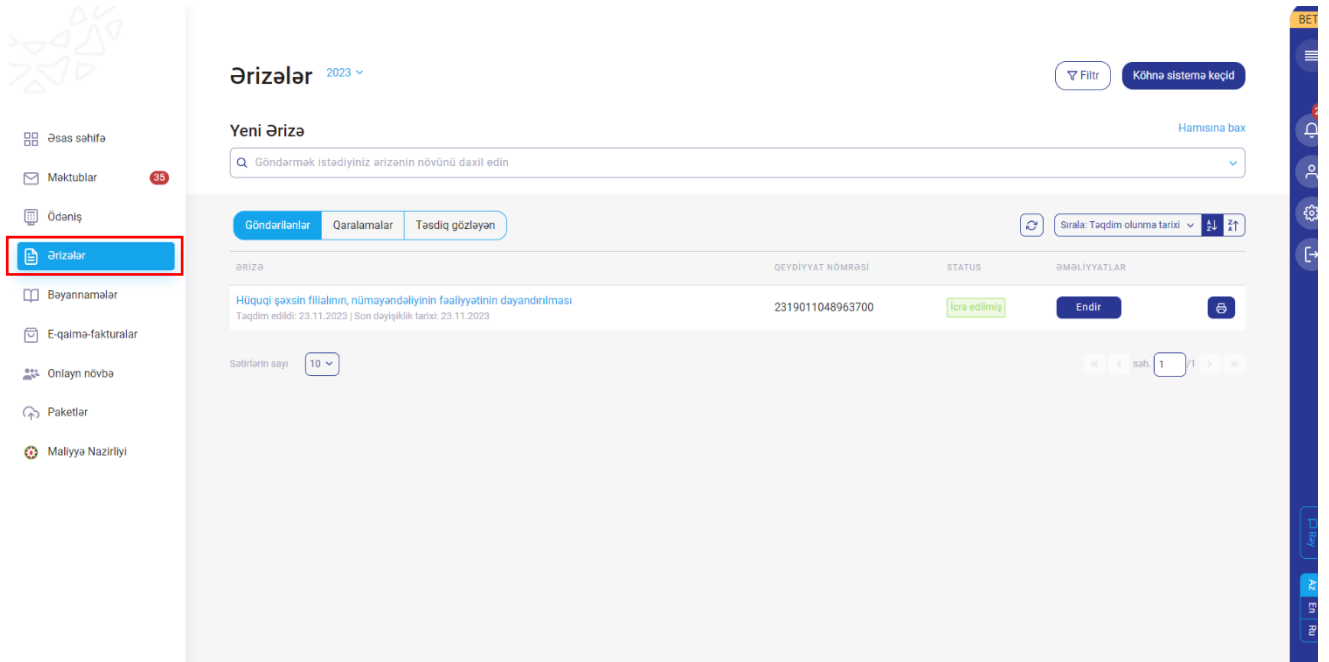 BET
Ərizələr 2023
Filtr
Köhnə sistemə keçid
Yeni Ərizə
Hamısına bax
Göndərmək istədiyiniz ərizənin növünü daxil edin
Əsas səhifə
Məktublar 35
Ödəniş
Ərizələr
Bəyannamələr
E-qaimə-fakturalar
Onlayn növbə
Paketlər
Maliyyə Nazirliyi
Göndərilənlər Qaralamalar Təsdiq gözləyən
Sırala: Təqdim olunma tarixi
ƏRİZƏ QEYDİYYAT NÖMRƏSİ STATUS ƏMƏLİYYATLAR
Hüquqi şəxsin filialının, nümayəndəliyinin fəaliyyətinin dayandırılması
Təqdim edildi: 23.11.2023 | Son dəyişiklik tarixi: 23.11.2023
2319011048963700
İcra edilmiş
Endir
Sətirlərin sayı 10
səh. 1 /1
Rəy
Az
En
Ru